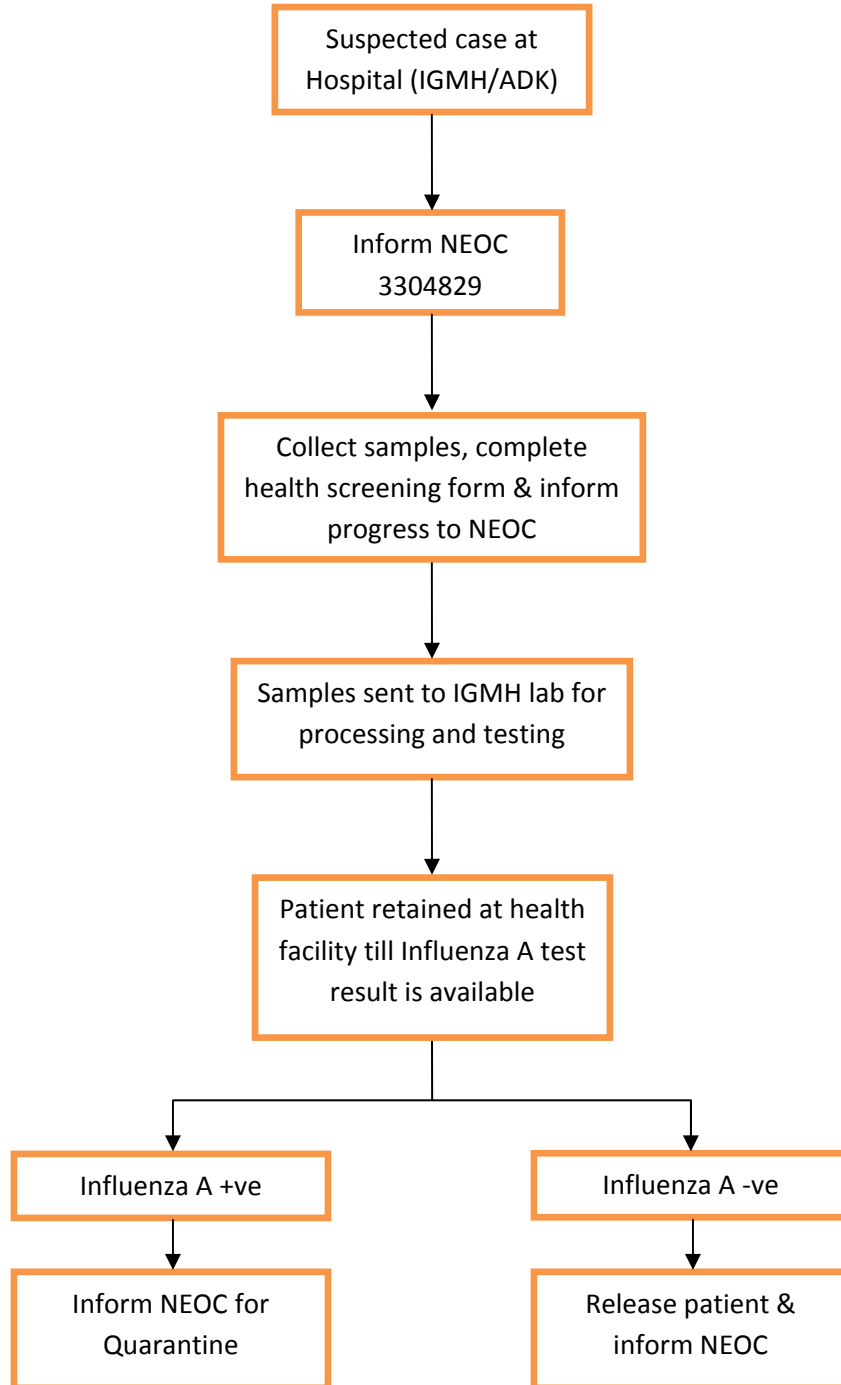 Suspected case at
Hospital (IGMH/ADK)
Inform NEOC
3304829
Collect samples, complete
health screening form & inform
progress to NEOC
Samples sent to IGMH lab for
processing and testing
Patient retained at health
facility till Influenza A test
result is available
Influenza A +ve
Influenza A -ve
Inform NEOC for
Quarantine
Release patient &
inform NEOC